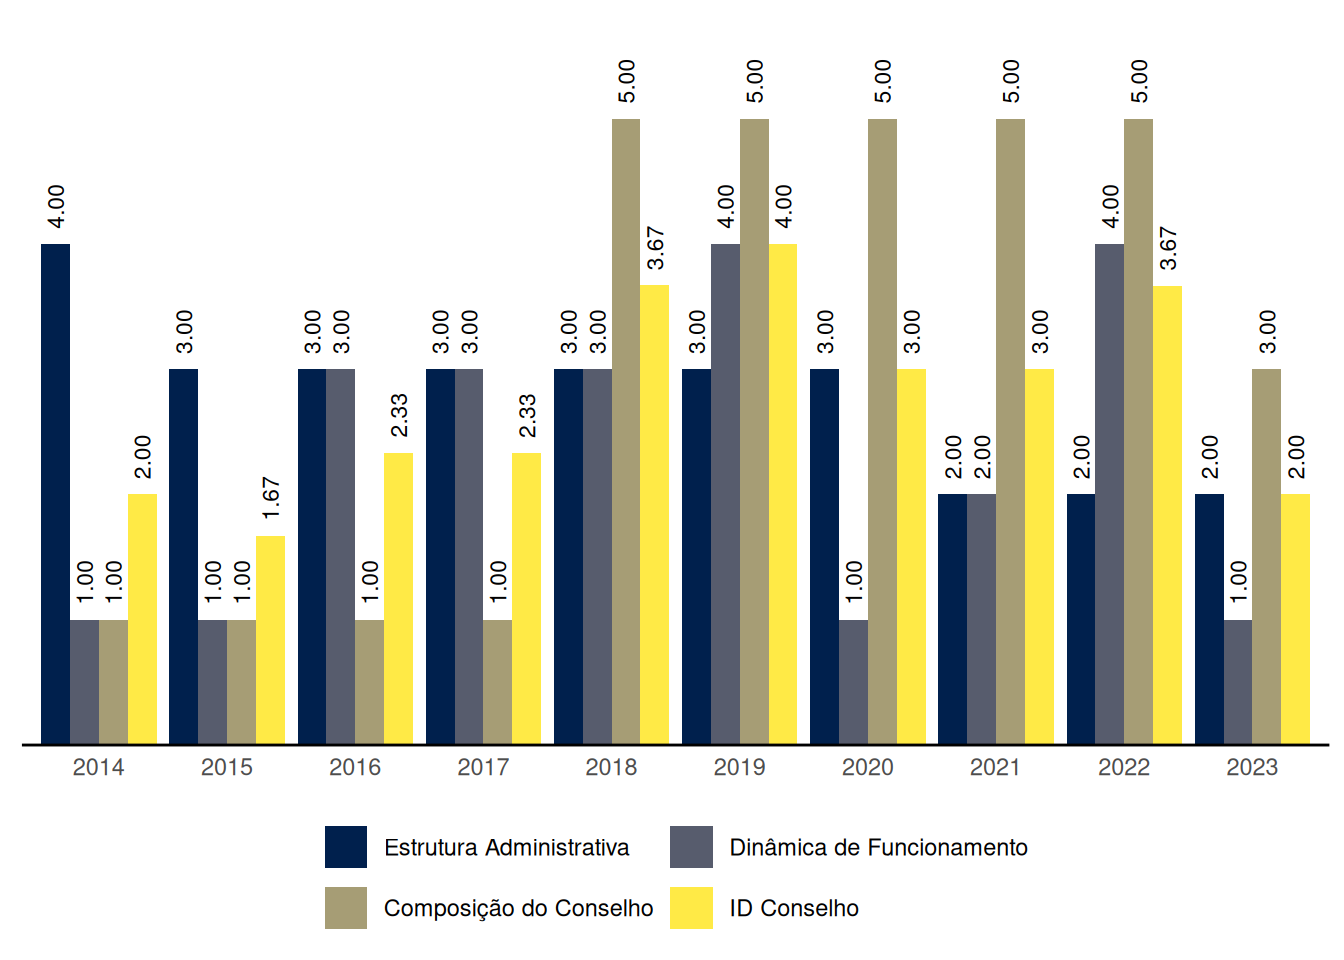 5.00 5.00 5.00 5.00 5.00
4.00 4.00 4.00 4.00
3.67 3.67
3.00 3.00 3.00 3.00 3.00 3.00 3.00 3.00 3.00 3.00 3.00 3.00
2.33 2.33
2.00 2.00 2.00 2.00 2.00 2.00
1.67
1.00 1.00 1.00 1.00 1.00 1.00 1.00 1.00
2014 2015 2016 2017 2018 2019 2020 2021 2022 2023
Estrutura Administrativa Dinâmica de Funcionamento
Composição do Conselho ID Conselho